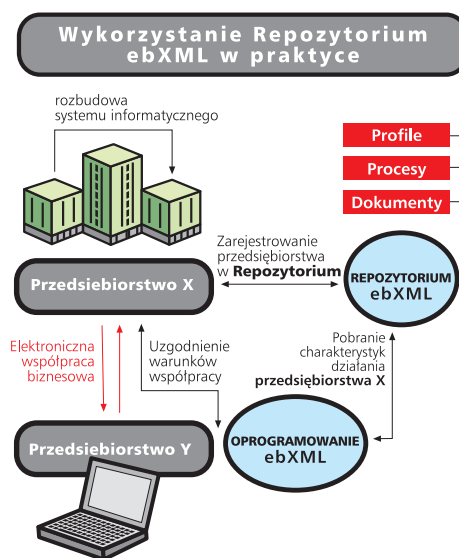 Wykorzystanie Repozytorium
ebXML w praktyce
rozbudowa
systemu informatycznego
Profile
Procesy
Dokumenty
Zarejestrowanie
przedsiębiorstwa
w Repozytorium
Przedsiebiorstwo X
REPOZYTORIUM
ebXML
Elektroniczna
współpraca
biznesowa
Uzgodnienie
warunków
współpracy
Pobranie
charakterystyk
działania
przedsiębiorstwa X
Przedsiębiorstwo Y
OPROGRAMOWANIE
ebXML